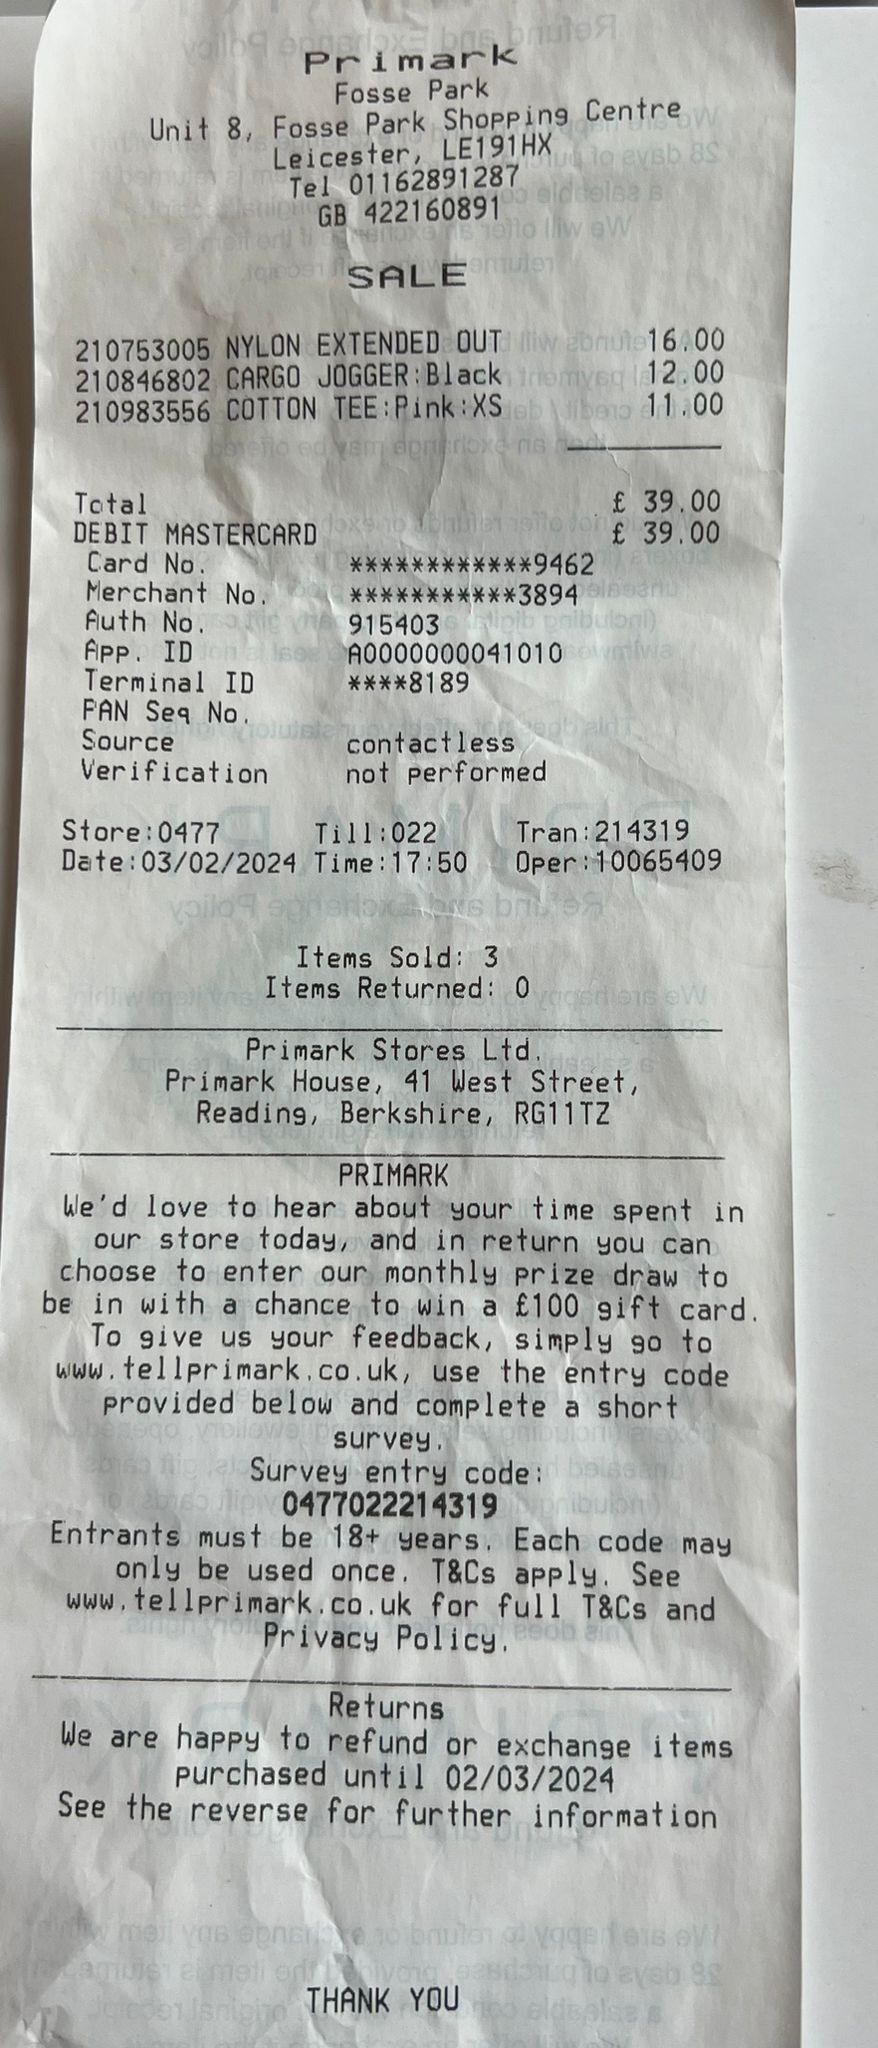 Primark
Fosse Park
Unit 8, Fosse Park Shopping Centre
Leicester, LE191HX
Tel 01162891287
GB 422160891
SALE
210753005 NYLON EXTENDED OUT 16.00
210846802 CARGO JOGGER:Black 12.00
210983556 COTTON TEE:Pink:XS 11.00
Total £ 39.00
DEBIT MASTERCARD £ 39.00
Card No. ************9462
Merchant No. ***********3894
Auth No. 915403
App. ID A0000000041010
Terminal ID ****8189
PAN Seq No.
Source contactless
Verification not performed
Store:0477 Till:022 Tran:214319
Date:03/02/2024 Time:17:50 Oper:10065409
Items Sold: 3
Items Returned: 0
Primark Stores Ltd.
Primark House, 41 West Street,
Reading, Berkshire, RG11TZ
PRIMARK
We'd love to hear about your time spent in
our store today, and in return you can
choose to enter our monthly prize draw to
be in with a chance to win a £100 gift card.
To give us your feedback, simply go to
www.tellprimark.co.uk, use the entry code
provided below and complete a short
survey.
Survey entry code:
0477022214319
Entrants must be 18+ years. Each code may
only be used once. T&Cs apply. See
www.tellprimark.co.uk for full T&Cs and
Privacy Policy.
Returns
We are happy to refund or exchange items
purchased until 02/03/2024
See the reverse for further information
THANK YOU